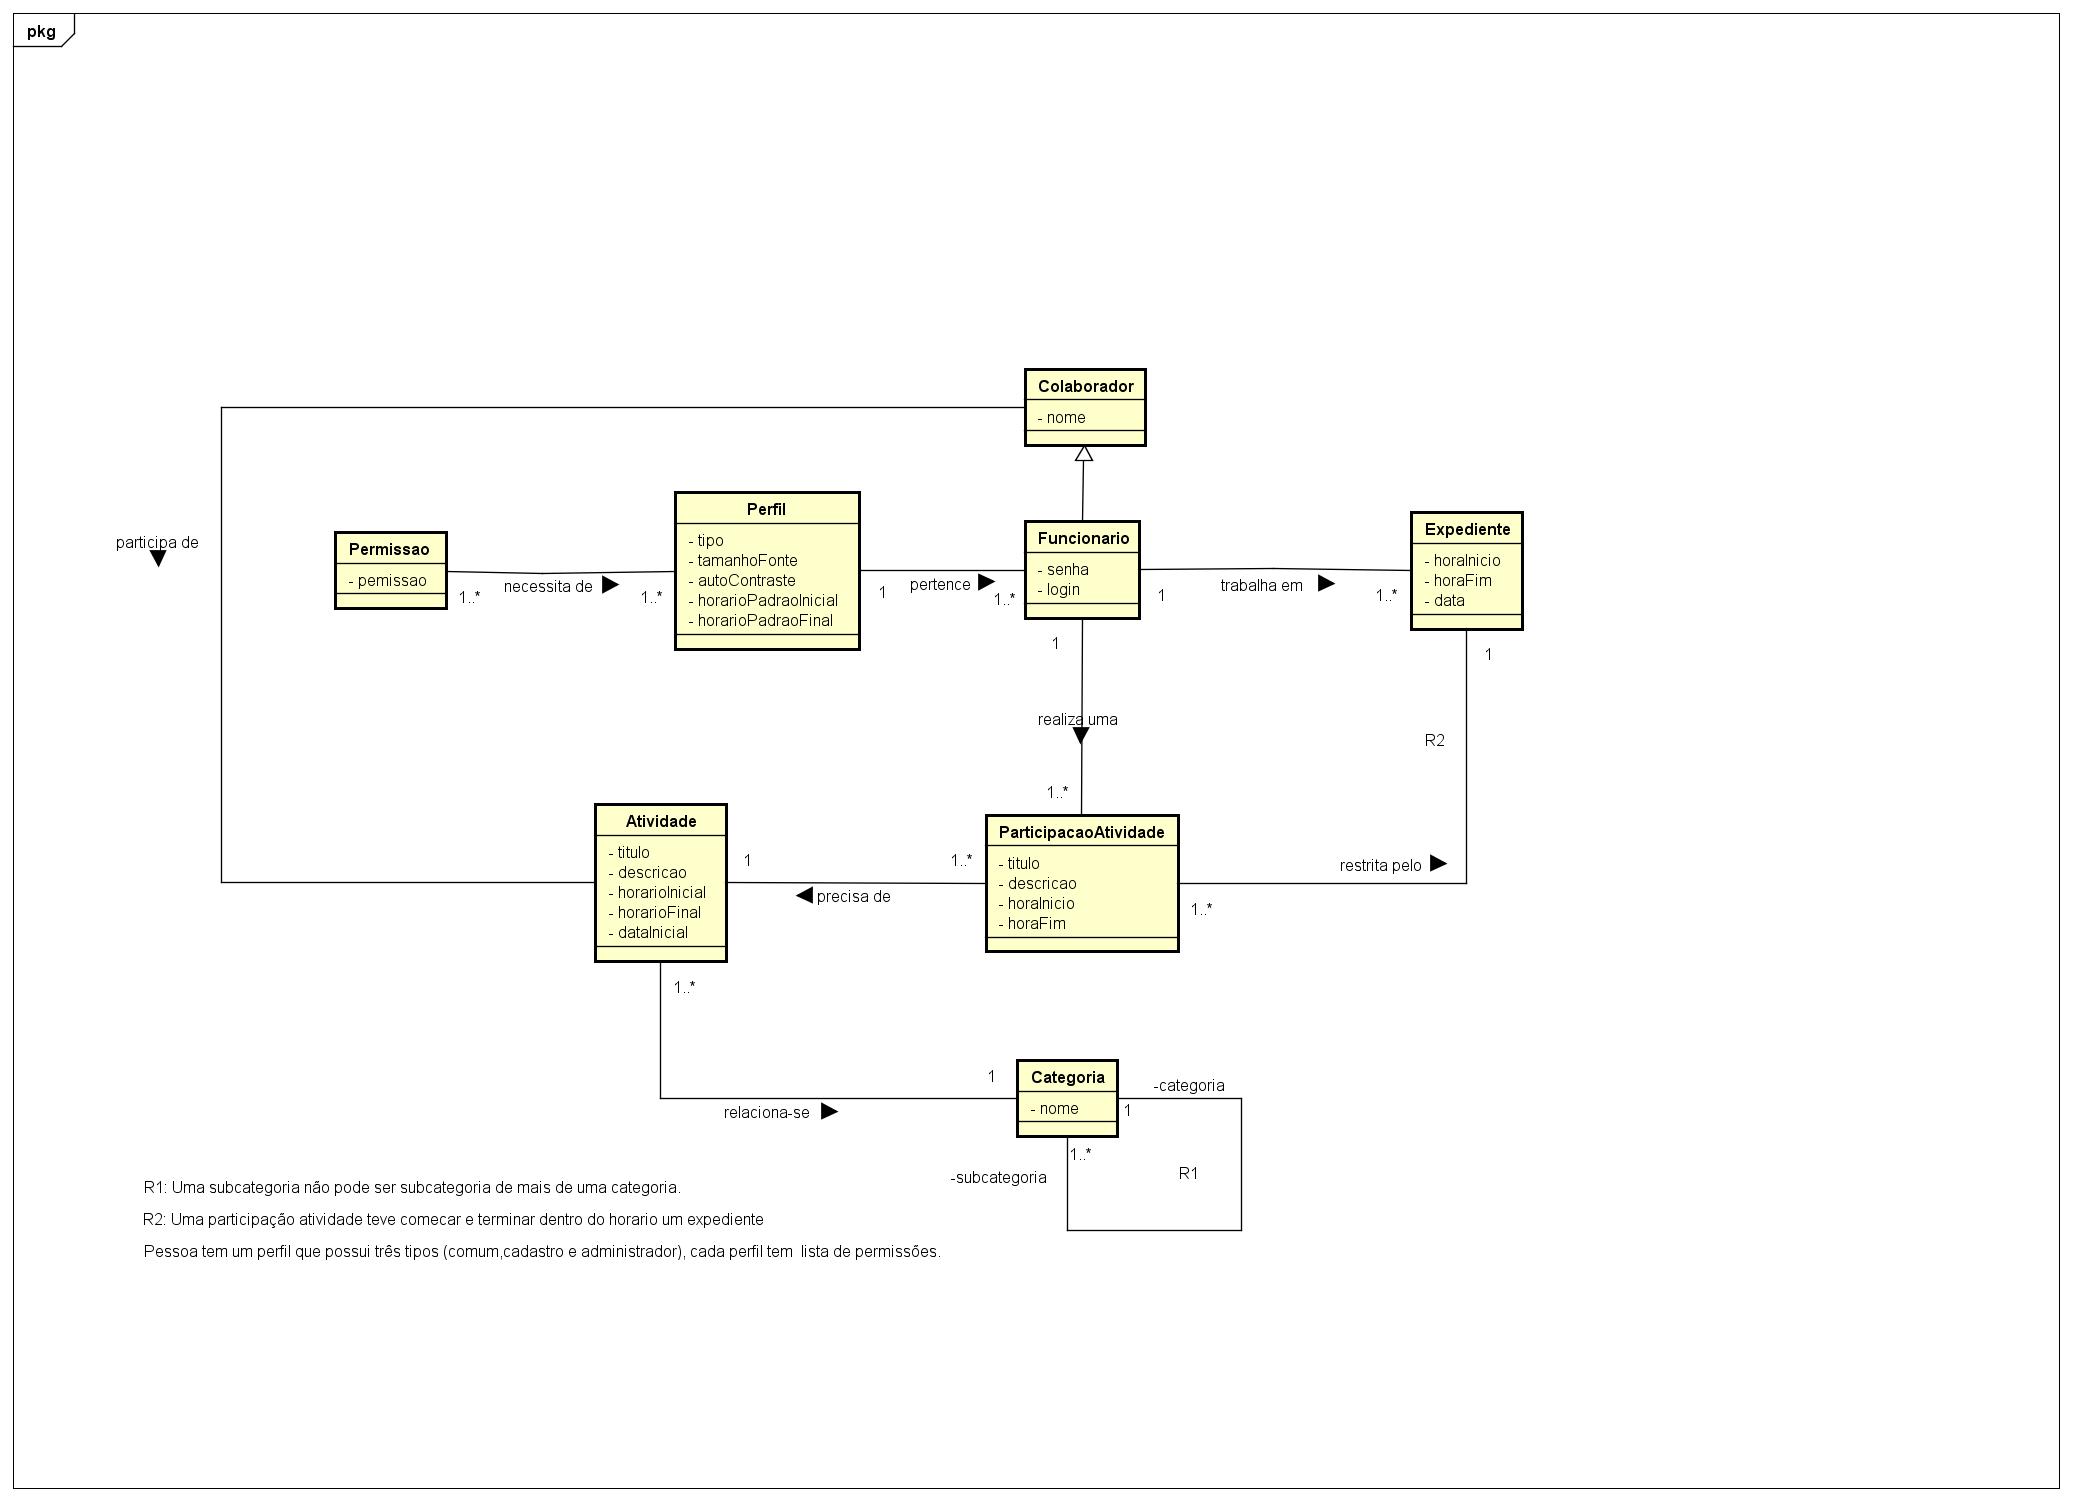 pkg
Colaborador
- nome
participa de
Permissao
- pemissao
1..*
necessita de
1..*
Perfil
- tipo
- tamanhoFonte
- autoContraste
- horarioPadraoInicial
- horarioPadraoFinal
1
pertence
1..*
Funcionario
- senha
- login
1
trabalha em
1..*
Expediente
- horaInicio
- horaFim
- data
1
1
realiza uma
R2
1..*
Atividade
- titulo
- descricao
- horarioInicial
- horarioFinal
- dataInicial
1
1..*
precisa de
ParticipacaoAtividade
- titulo
- descricao
- horaInicio
- horaFim
restrita pelo
1..*
1..*
1
relaciona-se
Categoria
- nome
-categoria
1
1..*
-subcategoria
R1
R1: Uma subcategoria não pode ser subcategoria de mais de uma categoria.
R2: Uma participação atividade teve comecar e terminar dentro do horario um expediente
Pessoa tem um perfil que possui três tipos (comum,cadastro e administrador), cada perfil tem  lista de permissões.